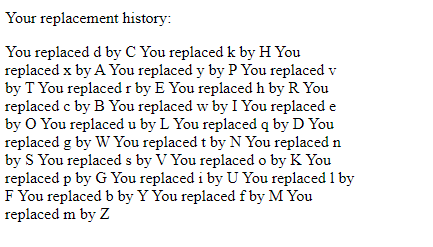 Your replacement history:
You replaced d by C You replaced k by H You
replaced x by A You replaced y by P You replaced v
by T You replaced r by E You replaced h by R You
replaced c by B You replaced w by I You replaced e
by O You replaced u by L You replaced q by D You
replaced g by W You replaced t by N You replaced n
by S You replaced s by V You replaced o by K You
replaced p by G You replaced i by U You replaced l by
F You replaced b by Y You replaced f by M You
replaced m by Z